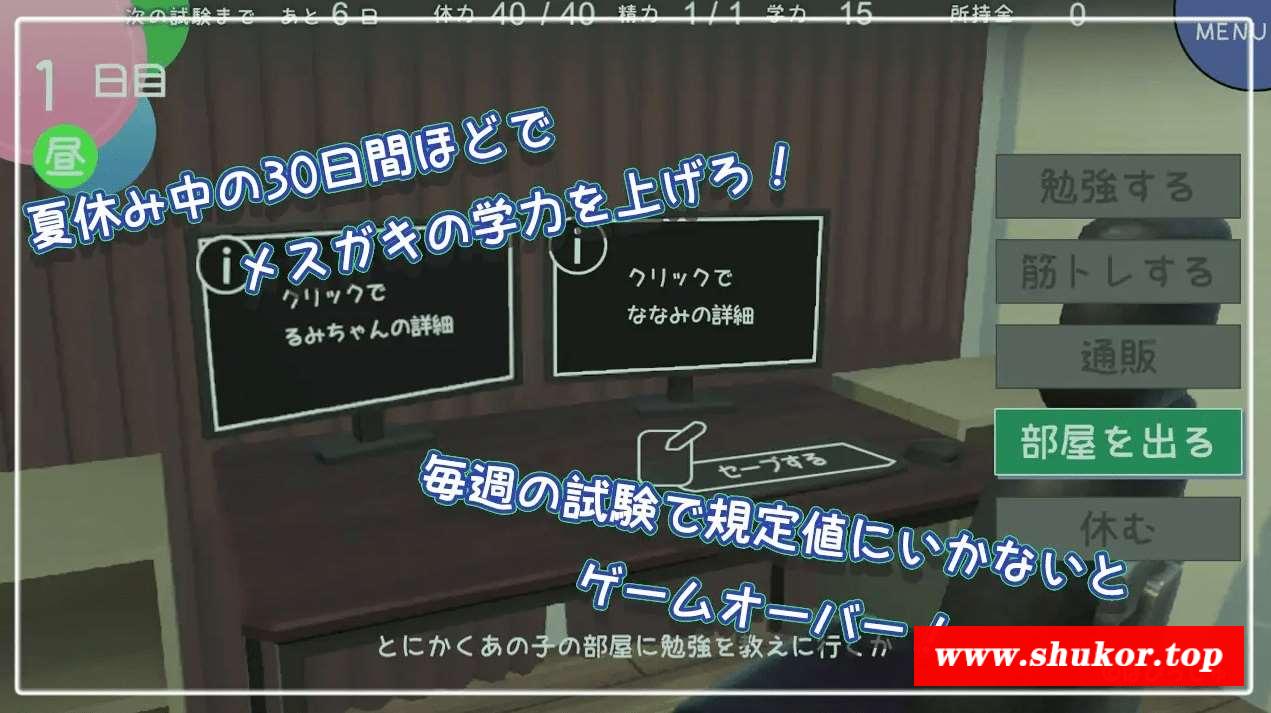 次の試験まで あと 6 日 体力 40 / 40 精力 1 / 1 学力 15 所持金 0
MENU
1 日目
昼
夏休み中の30日間ほどで
メスガキの学力を上げろ!
i
クリックで
るみちゃんの詳細
i
クリックで
ななみの詳細
勉強する
筋トレする
通販
部屋を出る
休む
セーブする
毎週の試験で規定値にいかないと
ゲームオーバー!
とにかくあの子の部屋に勉強を教えに行くか
www.shukor.top